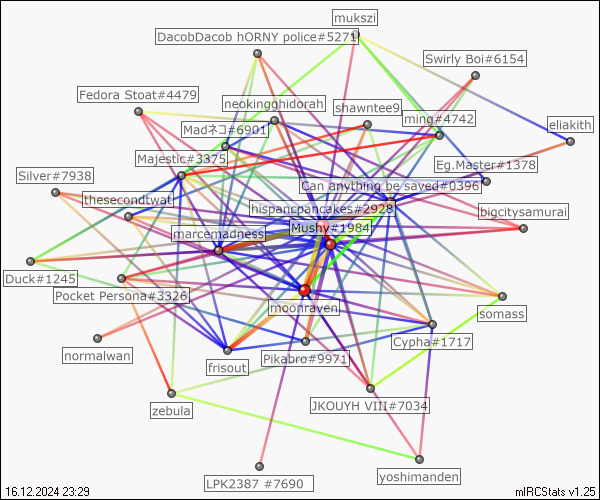 mukszi
DacobDacob hORNY police#5271
Swirly Boi#6154
Fedora Stoat#4479
neokingghidorah
shawntee9
ming#4742
eliakith
Madネコ#6901
Majestic#3375
Eg.Master#1378
Silver#7938
Can anything be saved#0396
thesecondtwat
hispancpancakes#2928
bigcitysamurai
marcemadness
Mushy#1984
Duck#1245
Pocket Persona#3326
moonraven
somass
normalwan
frisout
Pikabro#9971
Cypha#1717
zebula
JKOUYH VIII#7034
LPK2387 #7690
yoshimanden
16.12.2024 23:29
mIRCStats v1.25